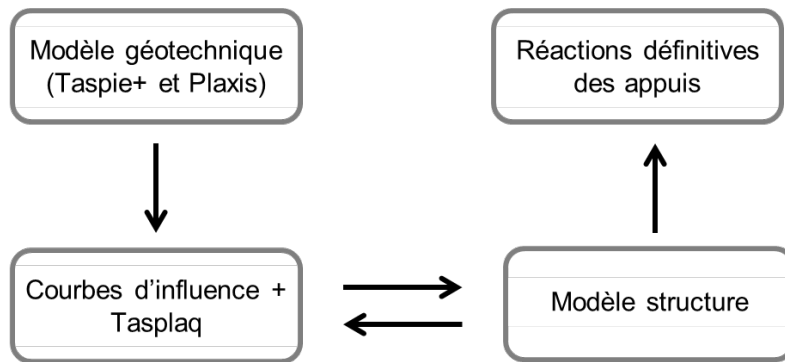 Modèle géotechnique
(Taspie+ et Plaxis)
Réactions définitives
des appuis
Courbes d'influence +
Tasplaq
Modèle structure